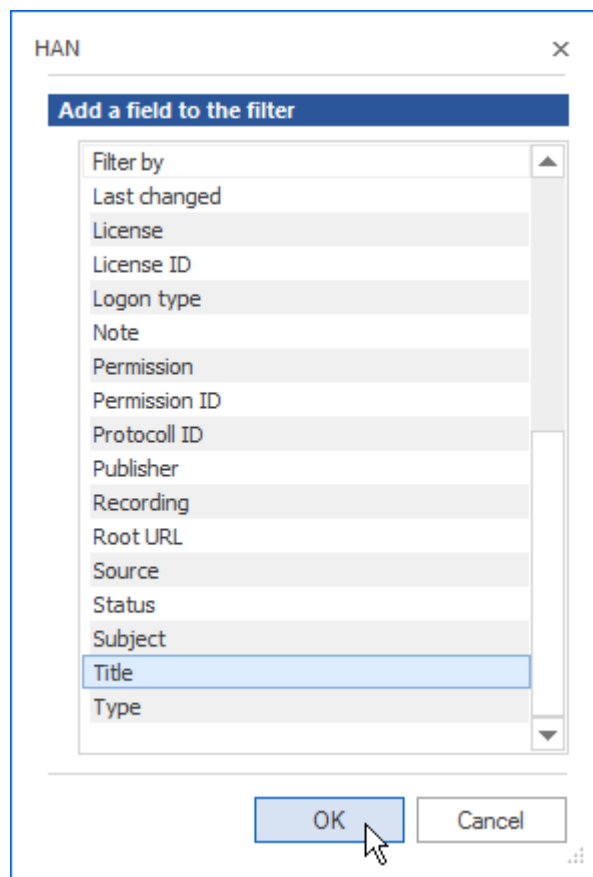 HAN
Add a field to the filter
Filter by
Last changed
License
License ID
Logon type
Note
Permission
Permission ID
Protocoll ID
Publisher
Recording
Root URL
Source
Status
Subject
Title
Type
OK
Cancel